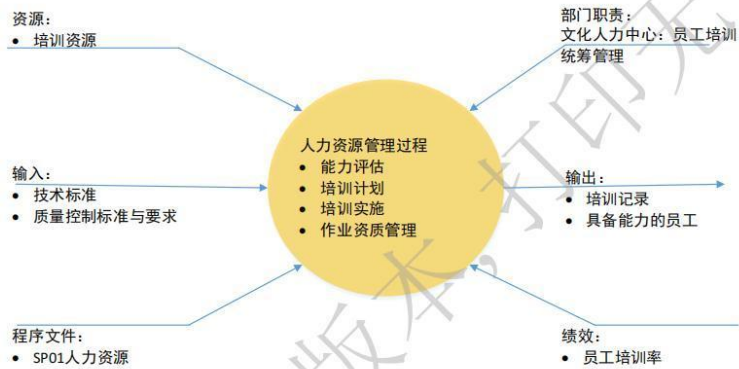 资源：
• 培训资源
部门职责：
文化人力中心：员工培训
统筹管理
人力资源管理过程
• 能力评估
• 培训计划
• 培训实施
• 作业资质管理
输入：
• 技术标准
• 质量控制标准与要求
输出：
• 培训记录
• 具备能力的员工
程序文件：
• SP01人力资源
绩效：
• 员工培训率
版本，打印无